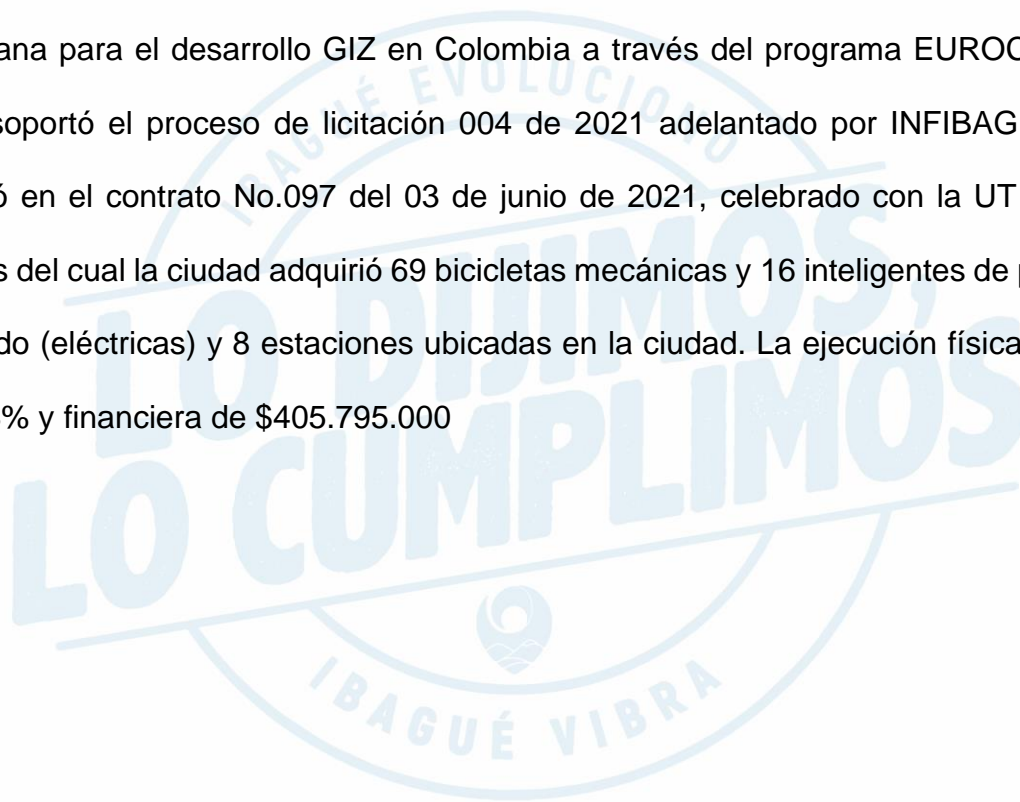 ana para el desarrollo GIZ en Colombia a través del programa EUROC
soportó el proceso de licitación 004 de 2021 adelantado por INFIBAG
ó en el contrato No.097 del 03 de junio de 2021, celebrado con la UT
s del cual la ciudad adquirió 69 bicicletas mecánicas y 16 inteligentes de p
do (eléctricas) y 8 estaciones ubicadas en la ciudad. La ejecución física
% y financiera de $405.795.000
IBAGUÉ EVOLUCIONO
LO DIJIMOS,
LO CUMPLIMOS
IBAGUÉ VIBRA